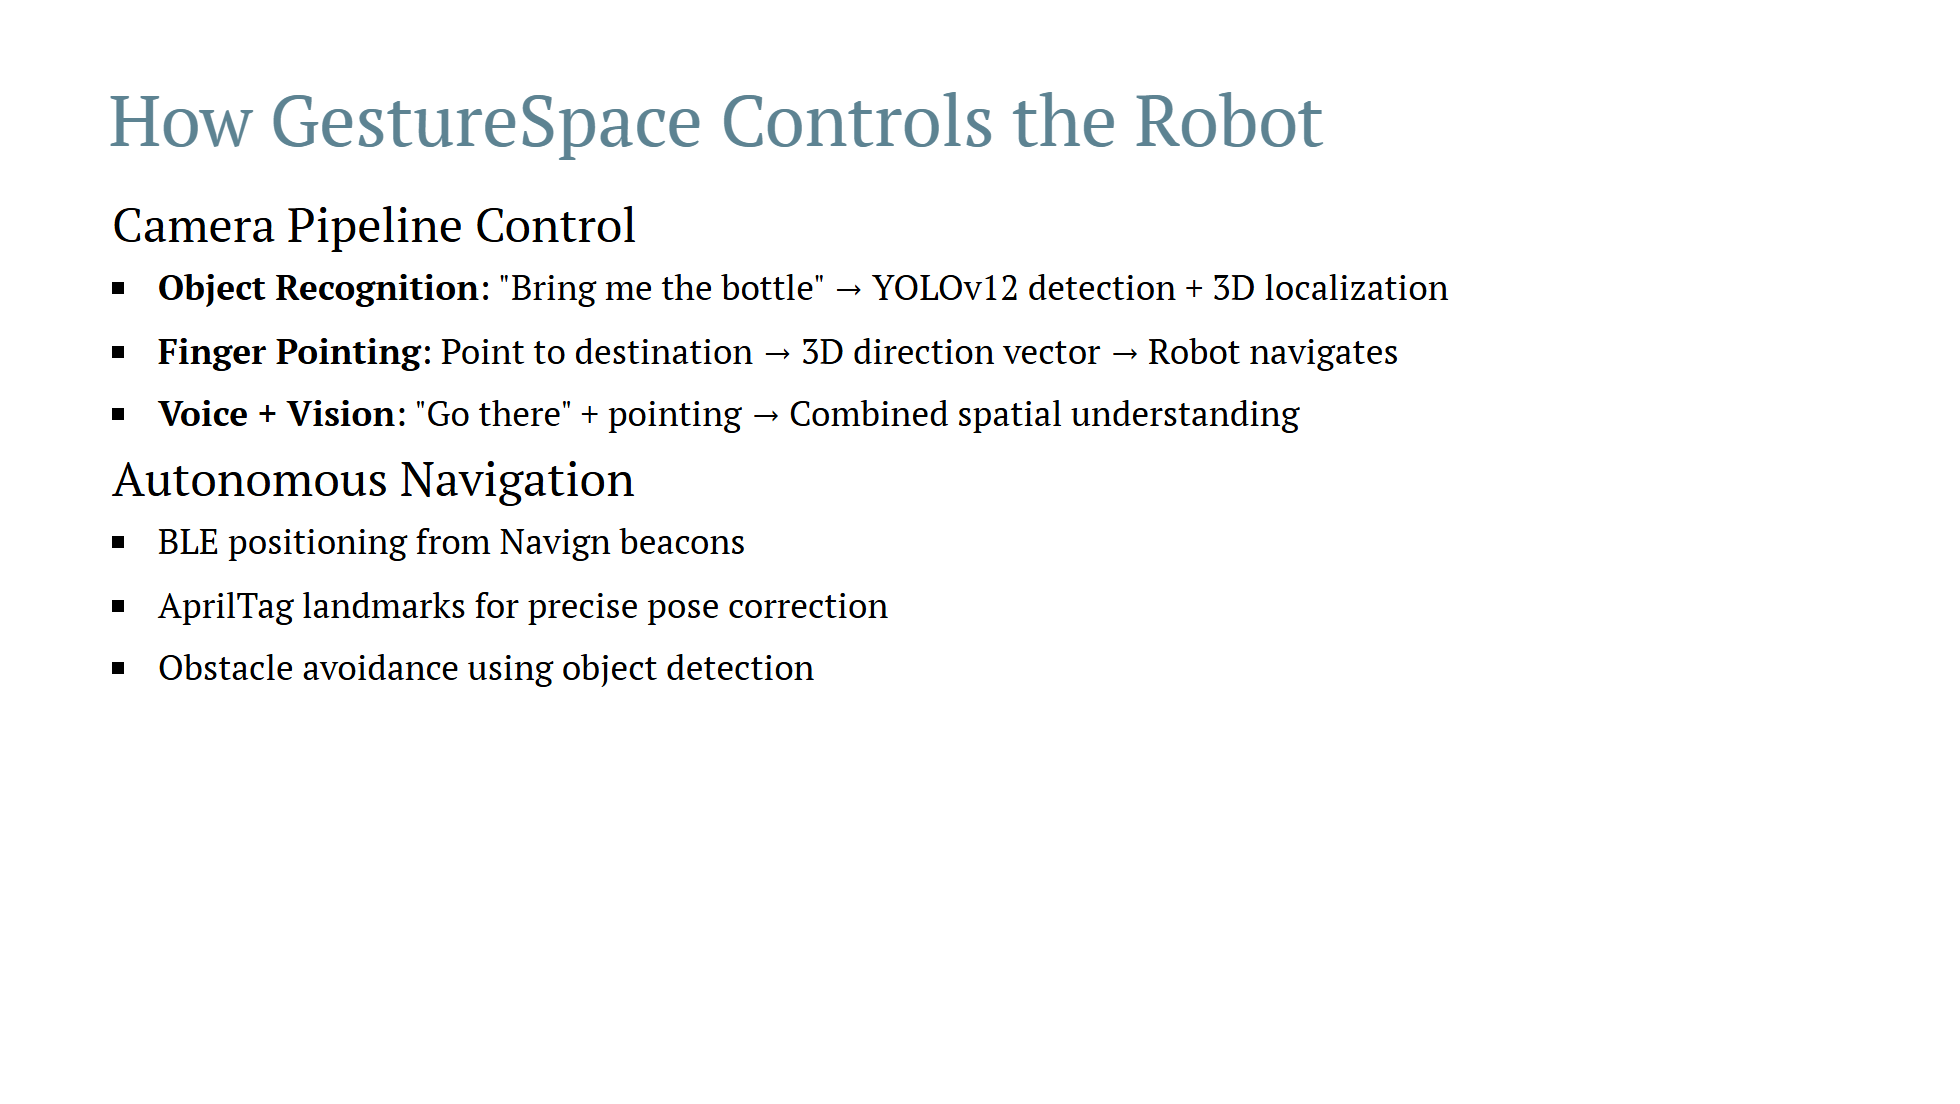 How GestureSpace Controls the Robot
Camera Pipeline Control
▪ Object Recognition: "Bring me the bottle" → YOLOv12 detection + 3D localization
▪ Finger Pointing: Point to destination → 3D direction vector → Robot navigates
▪ Voice + Vision: "Go there" + pointing → Combined spatial understanding
Autonomous Navigation
▪ BLE positioning from Navign beacons
▪ AprilTag landmarks for precise pose correction
▪ Obstacle avoidance using object detection